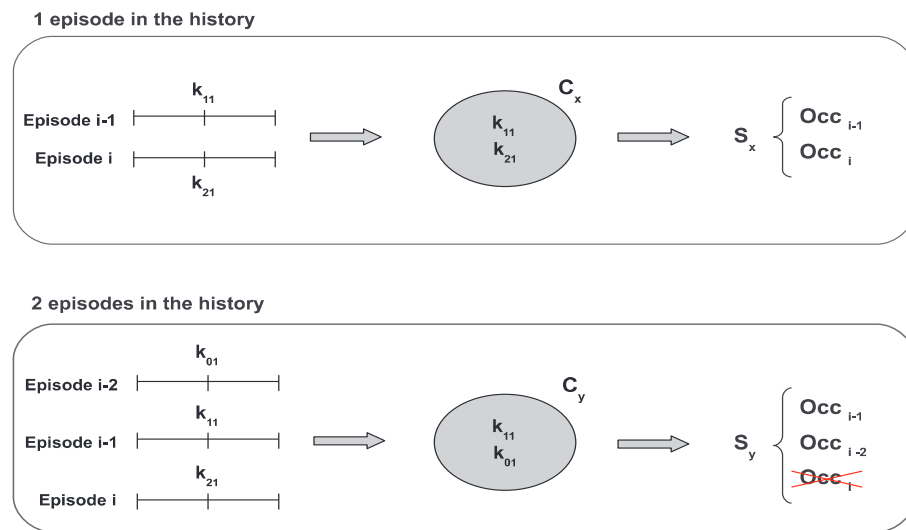 1 episode in the history
k11
Episode i-1
Episode i
k21
Cx
k11
k21
Sx
Occ i-1
Occ i
2 episodes in the history
k01
Episode i-2
k11
Episode i-1
k21
Episode i
Cy
k11
k01
Sy
Occ i-1
Occ i -2
Occ i